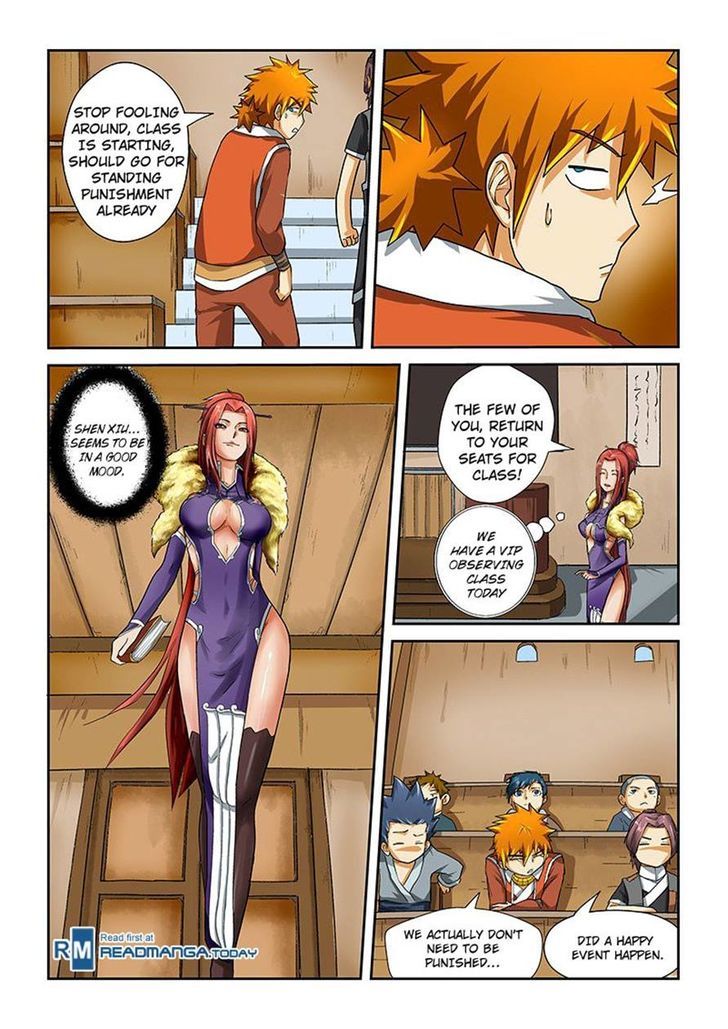 STOP FOOLING
AROUND, CLASS
IS STARTING,
SHOULD GO FOR
STANDING
PUNISHMENT
ALREADY
SHEN XIU...
SEEMS TO BE
IN A GOOD
MOOD.
THE FEW OF
YOU, RETURN
TO YOUR
SEATS FOR
CLASS!
WE
HAVE A VIP
OBSERVING
CLASS
TODAY
WE ACTUALLY DON'T
NEED TO BE
PUNISHED...
DID A HAPPY
EVENT HAPPEN.
RM Read first at
READMANGA.TODAY